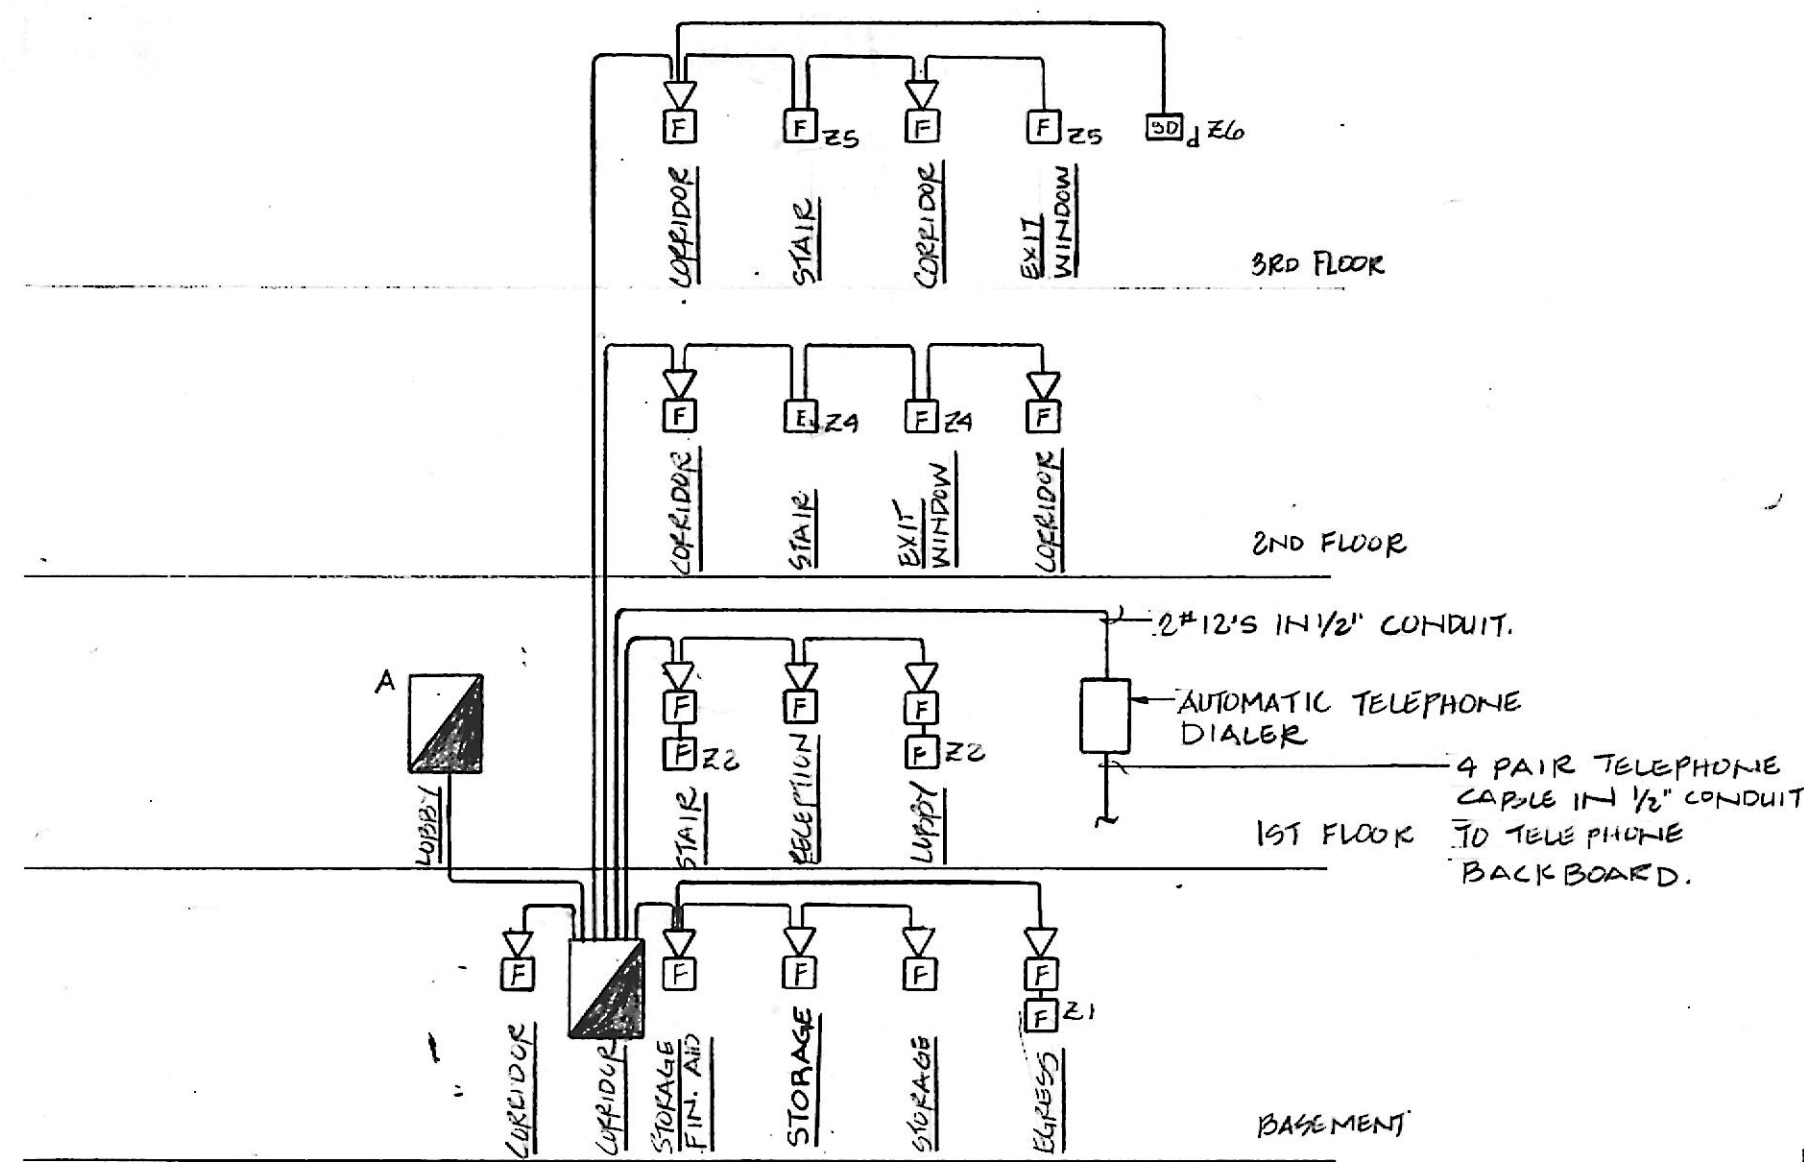 F
F Z5
F
F Z5
SD d Z6
CORRIDOR
STAIR
CORRIDOR
EXIT
WINDOW
3RD FLOOR
F
F Z4
F Z4
F
CORRIDOR
STAIR
EXIT
WINDOW
CORRIDOR
2ND FLOOR
2#12'S IN 1/2" CONDUIT.
A
F
F
F
AUTOMATIC TELEPHONE
DIALER
F Z2
F Z2
LOBBY
STAIR
RECEPTION
LOBBY
4 PAIR TELEPHONE
CABLE IN 1/2" CONDUIT
TO TELEPHONE
BACKBOARD.
1ST FLOOR
F
F
F
F
F
F Z1
CORRIDOR
CORRIDOR
STORAGE
FIN. AID
STORAGE
STORAGE
EGRESS
BASEMENT